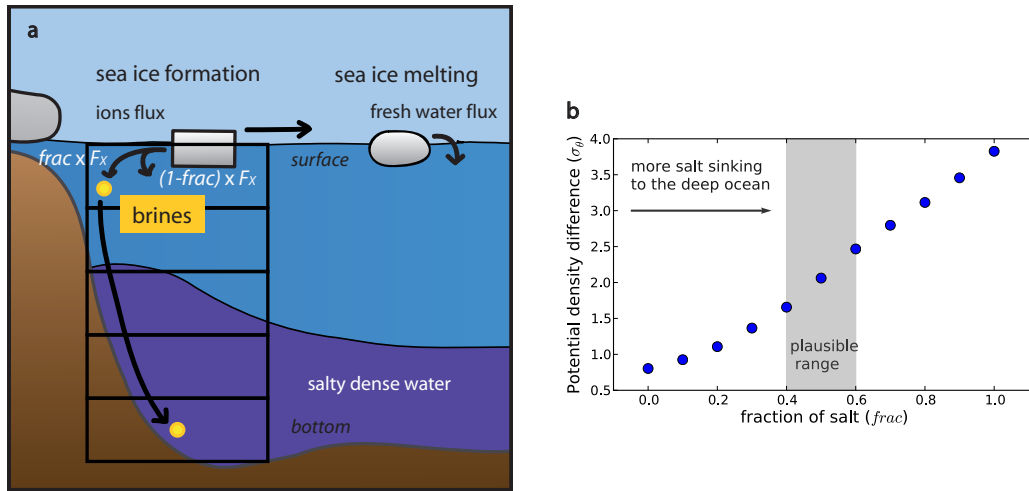 a
sea ice formation
sea ice melting
ions flux
fresh water flux
frac x Fx
surface
(1-frac) x Fx
brines
salty dense water
bottom
b
Potential density difference (σθ)
4.0
3.5
3.0
2.5
2.0
1.5
1.0
0.5
more salt sinking
to the deep ocean
plausible
range
0.0 0.2 0.4 0.6 0.8 1.0
fraction of salt (frac)